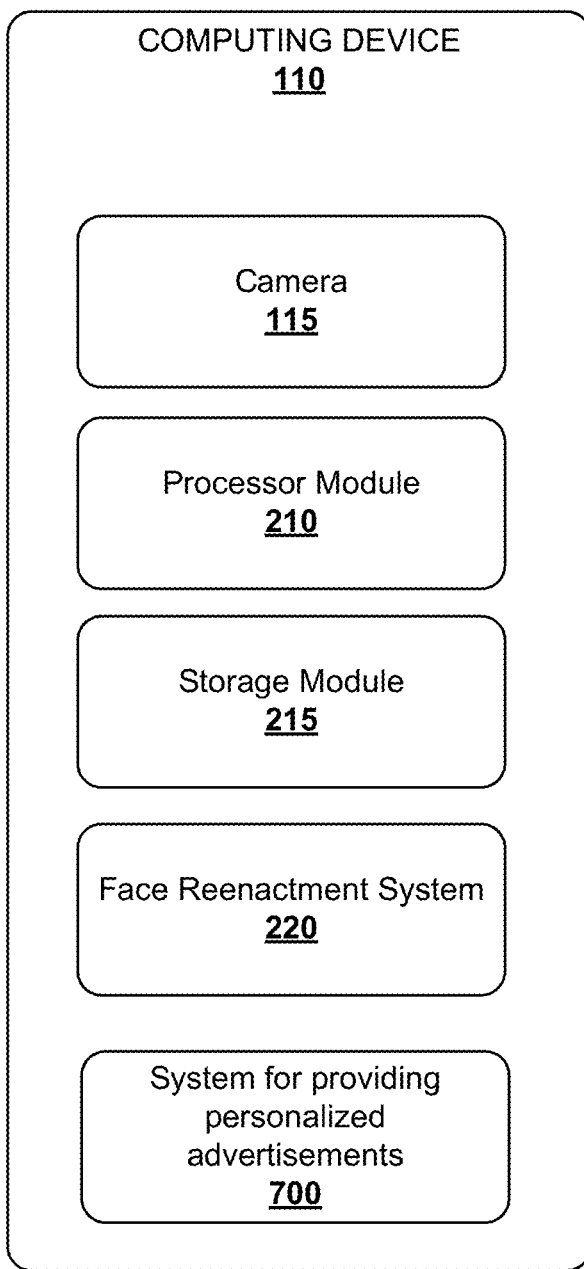 COMPUTING DEVICE
110
Camera
115
Processor Module
210
Storage Module
215
Face Reenactment System
220
System for providing
personalized
advertisements
700